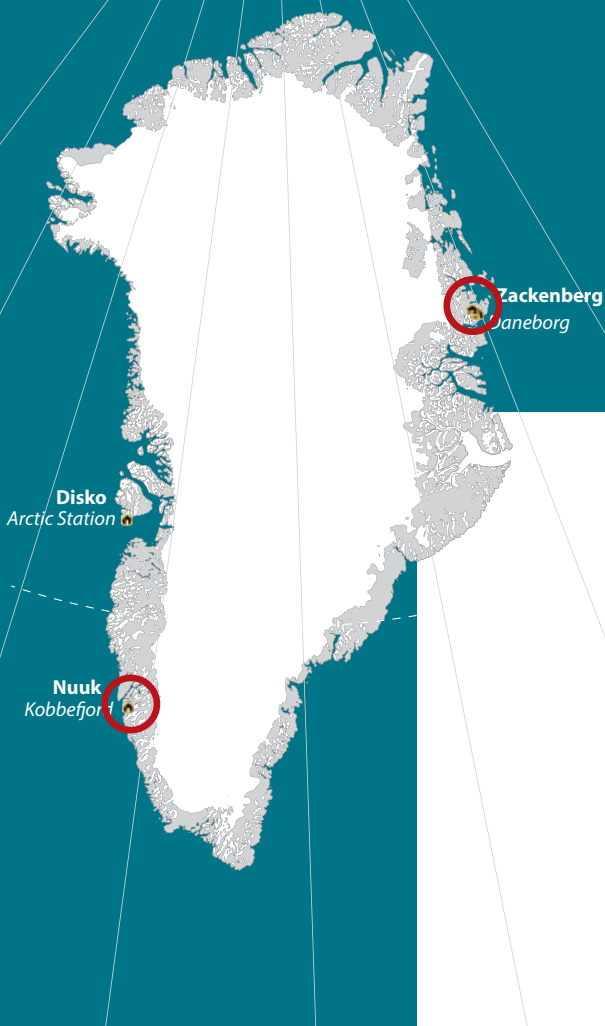 Zackenberg
Daneborg
Disko
Arctic Station
Nuuk
Kobbefjord